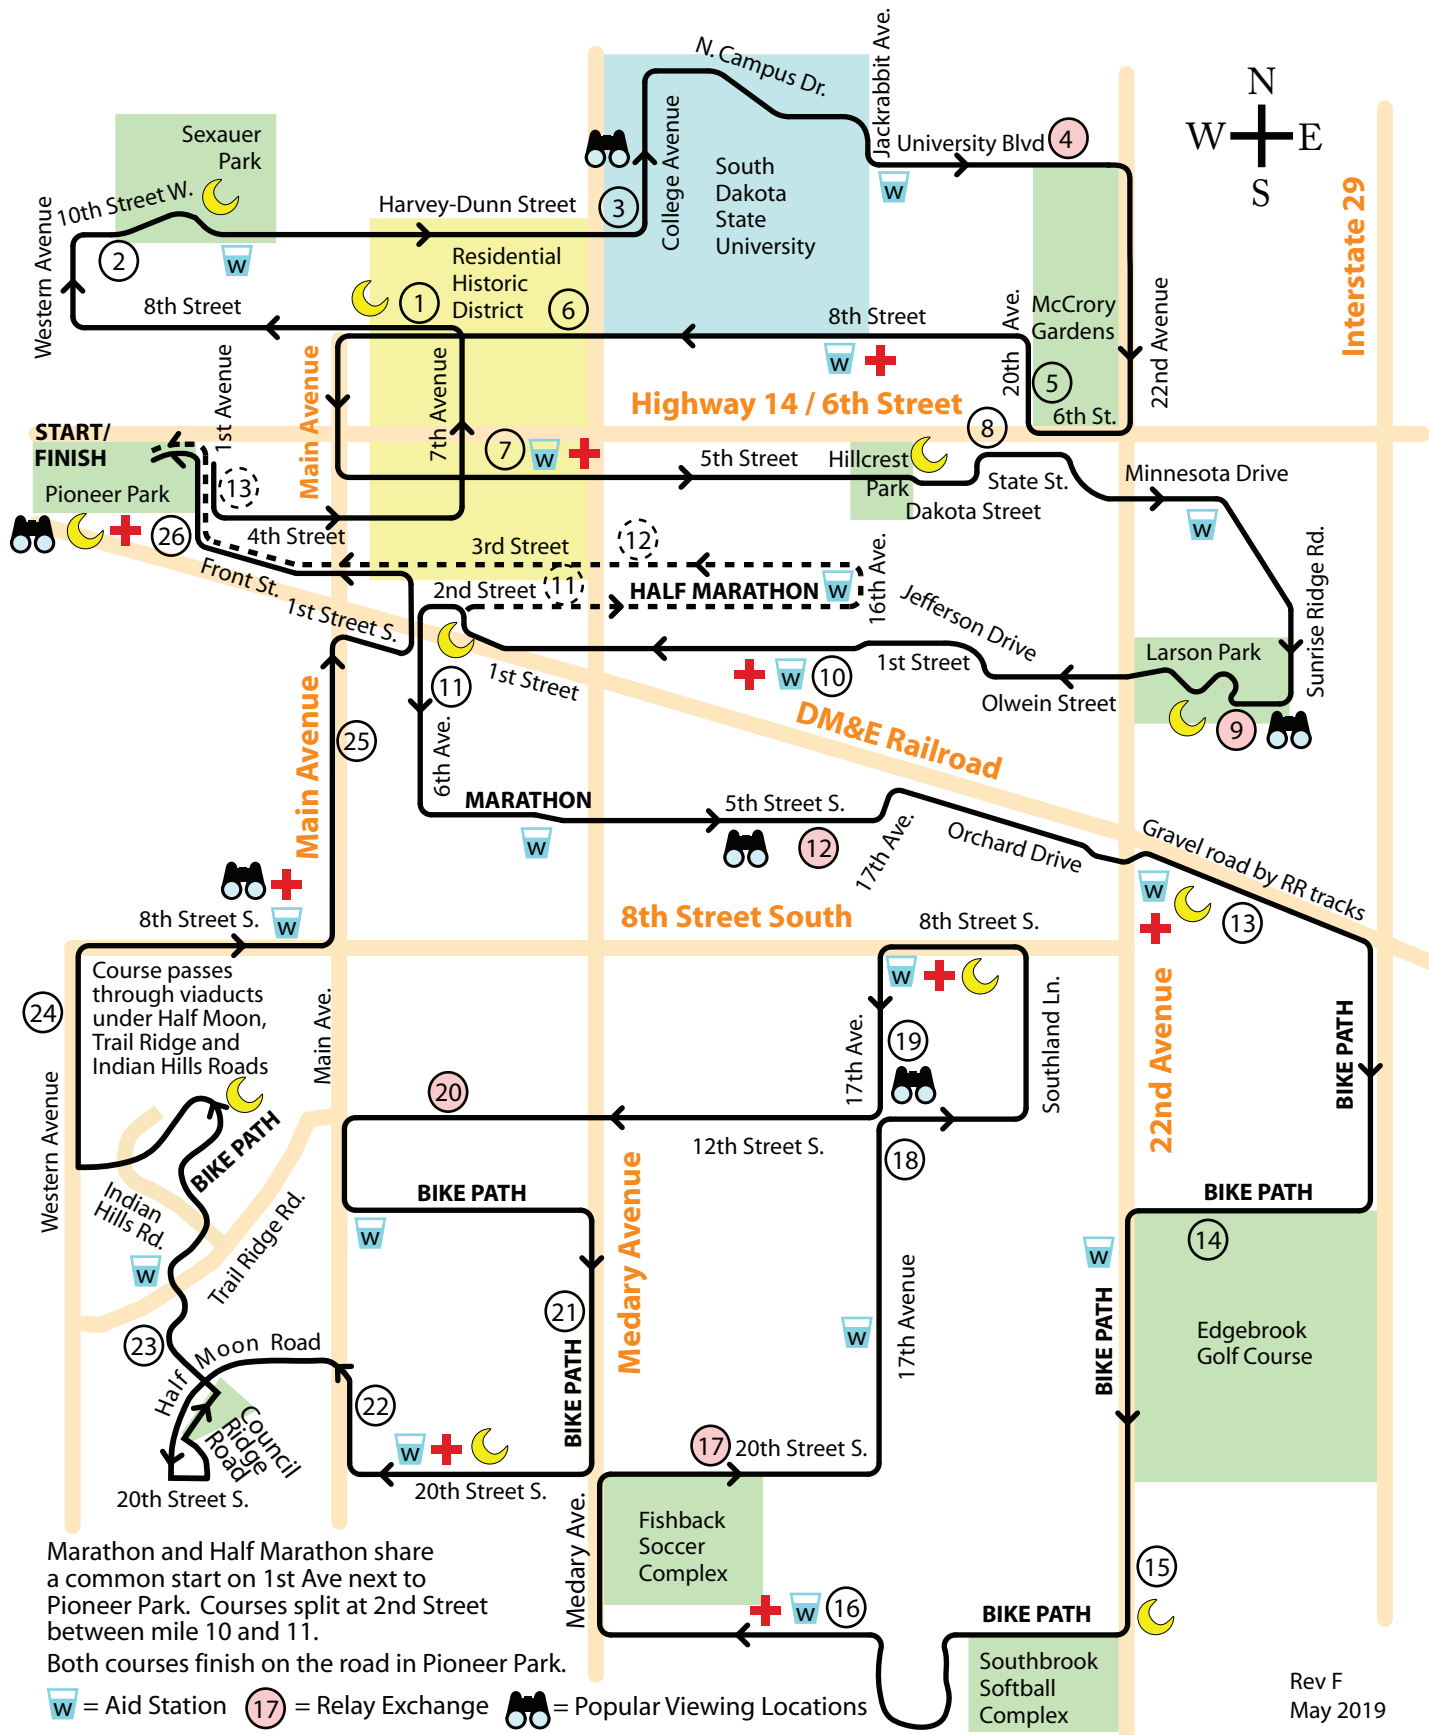 N. Campus Dr.
Jackrabbit Ave.
N
W E
S
Sexauer
Park
10th Street W.
Western Avenue
2
W
Harvey-Dunn Street
3
College Avenue
South
Dakota
State
University
University Blvd
4
W
Interstate 29
Residential
Historic
District
1
6
8th Street
8th Street
W
20th Ave.
McCrory
Gardens
5
6th St.
22nd Avenue
1st Avenue
Main Avenue
7th Avenue
Highway 14 / 6th Street
START/
FINISH
Pioneer Park
13
26
4th Street
7
W
5th Street
Hillcrest
Park
8
State St.
Dakota Street
Minnesota Drive
W
Sunrise Ridge Rd.
3rd Street
12
2nd Street
11
HALF MARATHON
W
16th Ave.
Front St.
1st Street S.
1st Street
Jefferson Drive
1st Street
Olwein Street
Larson Park
9
W
10
11
6th Ave.
25
Main Avenue
DM&E Railroad
MARATHON
W
5th Street S.
12
17th Ave.
Orchard Drive
Gravel road by RR tracks
W
13
8th Street S.
W
8th Street South
8th Street S.
Course passes
through viaducts
under Half Moon,
Trail Ridge and
Indian Hills Roads
24
Western Avenue
Main Ave.
W
17th Ave.
19
Southland Ln.
22nd Avenue
BIKE PATH
BIKE PATH
20
12th Street S.
18
Indian
Hills Rd.
W
Trail Ridge Rd.
BIKE PATH
W
Medary Avenue
BIKE PATH
14
W
BIKE PATH
Edgebrook
Golf Course
23
Half Moon Road
21
BIKE PATH
W
17th Avenue
22
Council
Ridge
Road
20th Street S.
W
20th Street S.
17
20th Street S.
Medary Ave.
Fishback
Soccer
Complex
15
W
16
BIKE PATH
Southbrook
Softball
Complex
Marathon and Half Marathon share
a common start on 1st Ave next to
Pioneer Park. Courses split at 2nd Street
between mile 10 and 11.
Both courses finish on the road in Pioneer Park.
W = Aid Station 17 = Relay Exchange = Popular Viewing Locations
Rev F
May 2019